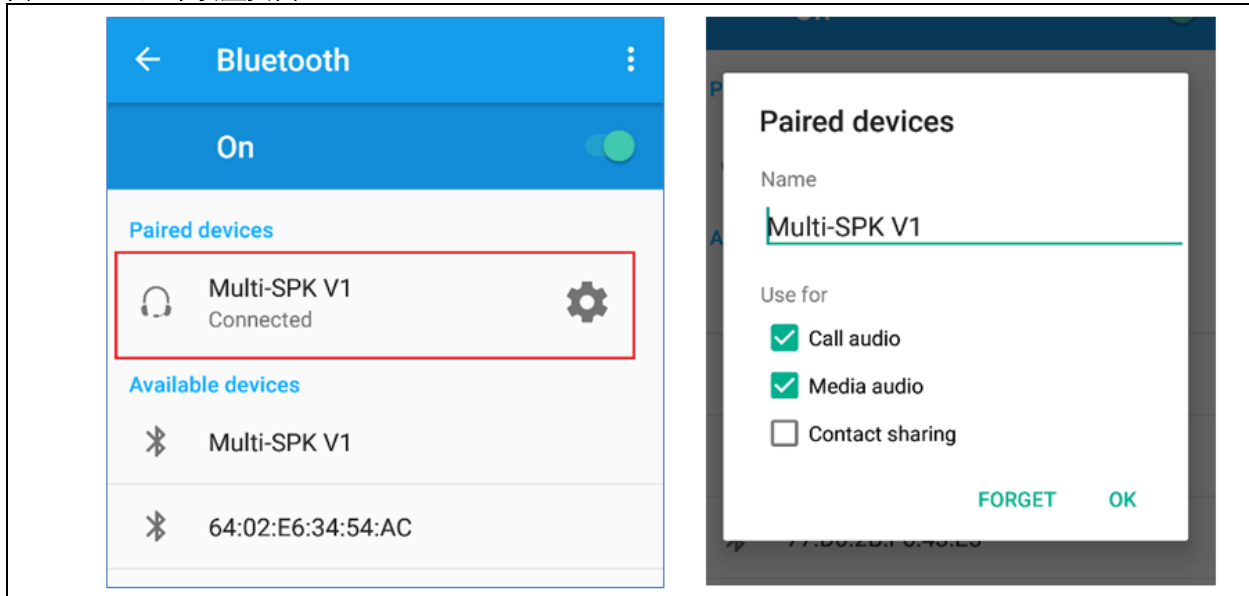 Bluetooth
On
Paired devices
Multi-SPK V1
Connected
Available devices
Multi-SPK V1
64:02:E6:34:54:AC
Paired devices
Name
Multi-SPK V1
Use for
Call audio
Media audio
Contact sharing
FORGET OK